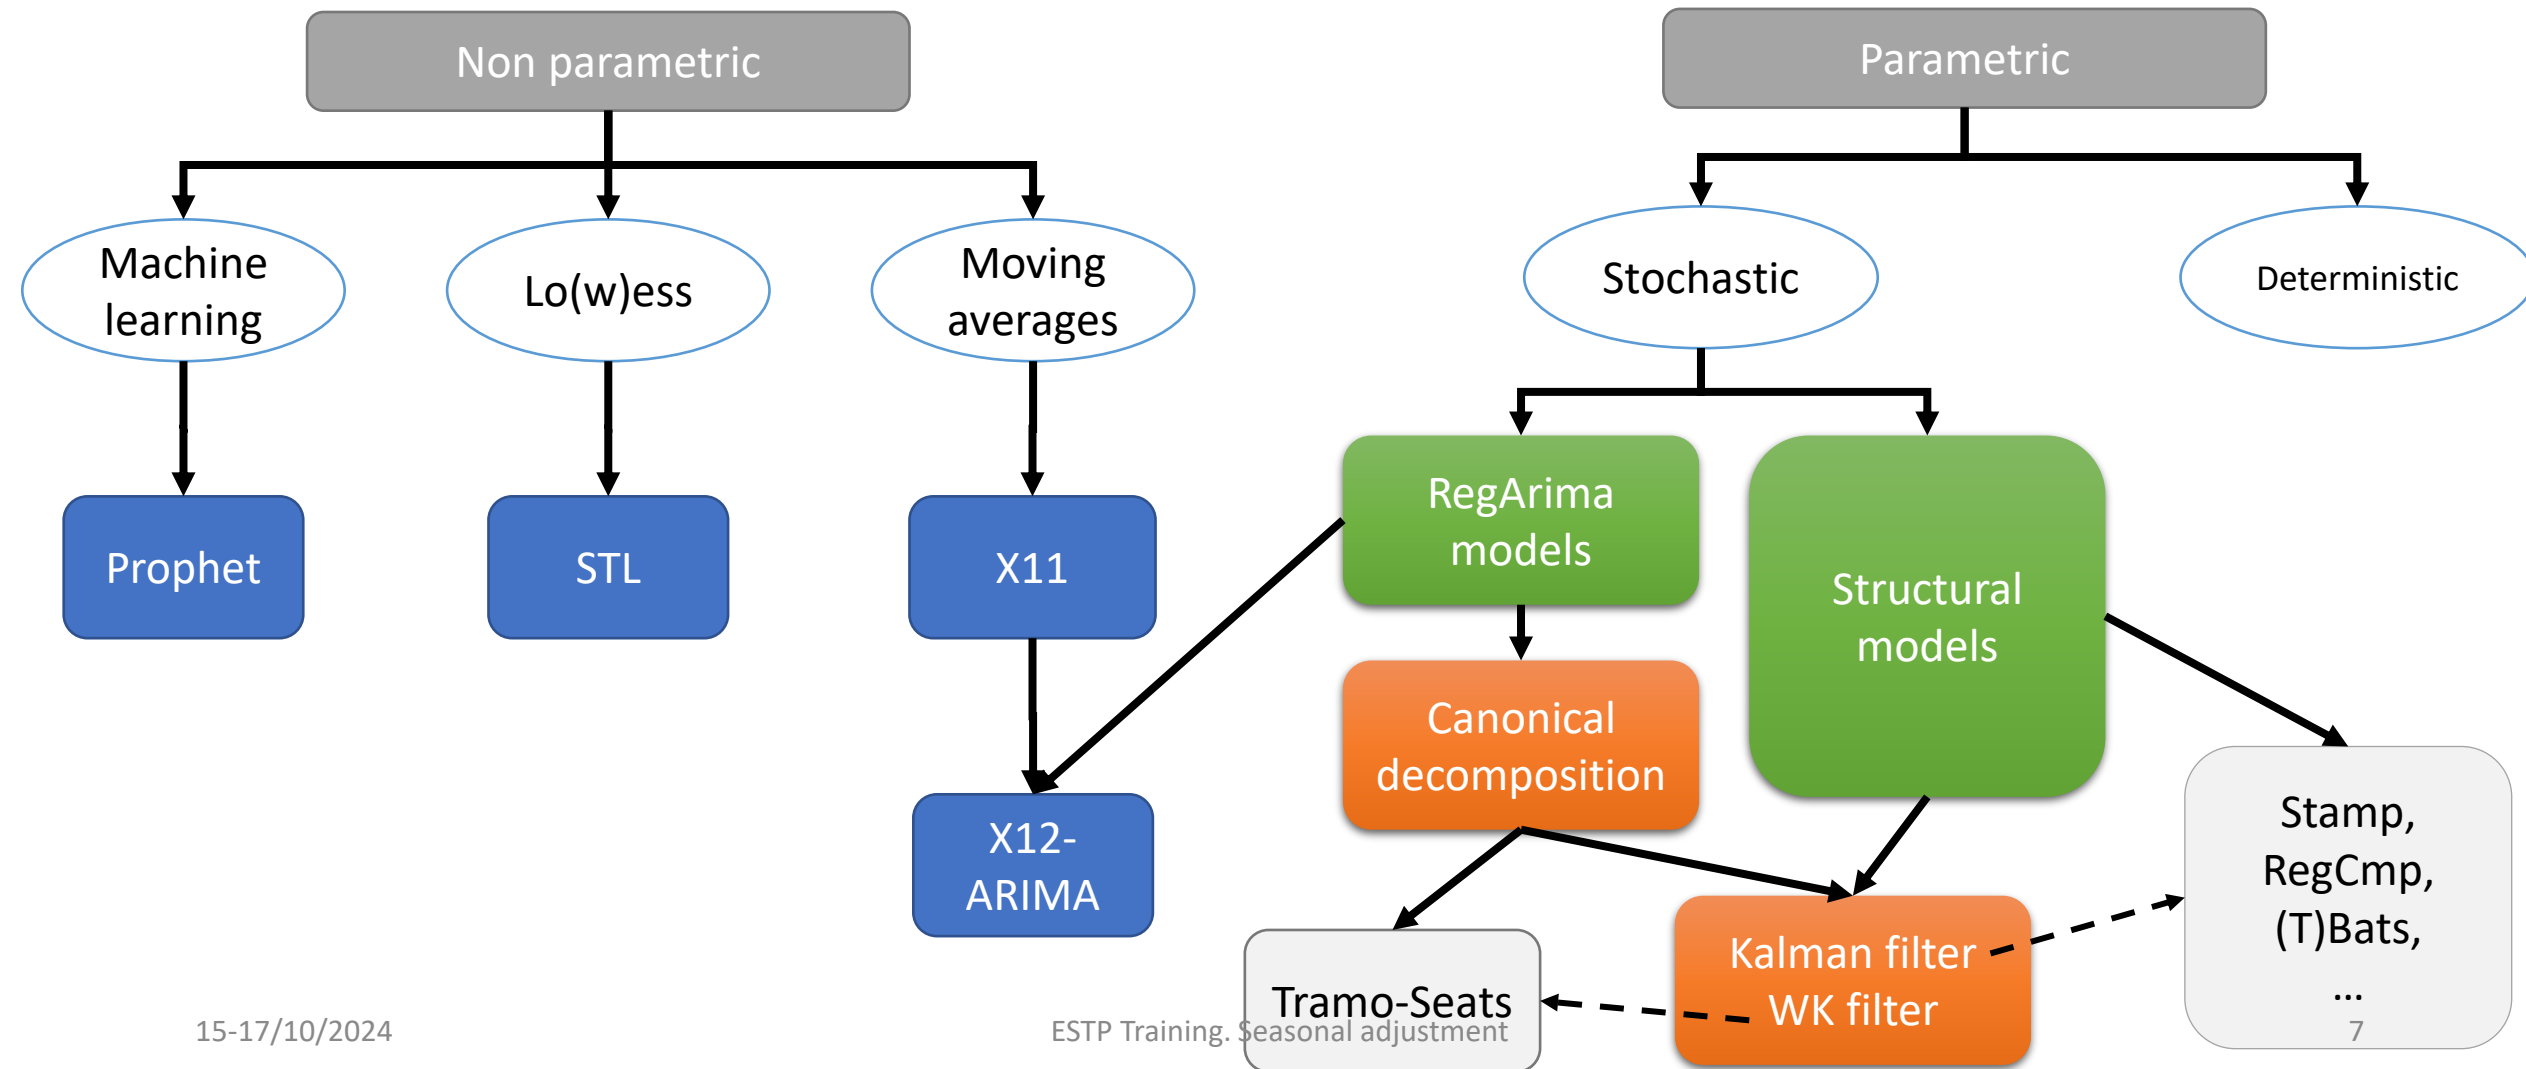 Non parametric
Parametric
Machine
learning
Lo(w)ess
Moving
averages
Stochastic
Deterministic
Prophet
STL
X11
RegArima
models
Structural
models
Canonical
decomposition
X12-
ARIMA
Stamp,
RegCmp,
(T)Bats,
...
Kalman filter
WK filter
Tramo-Seats
15-17/10/2024
ESTP Training. Seasonal adjustment
7